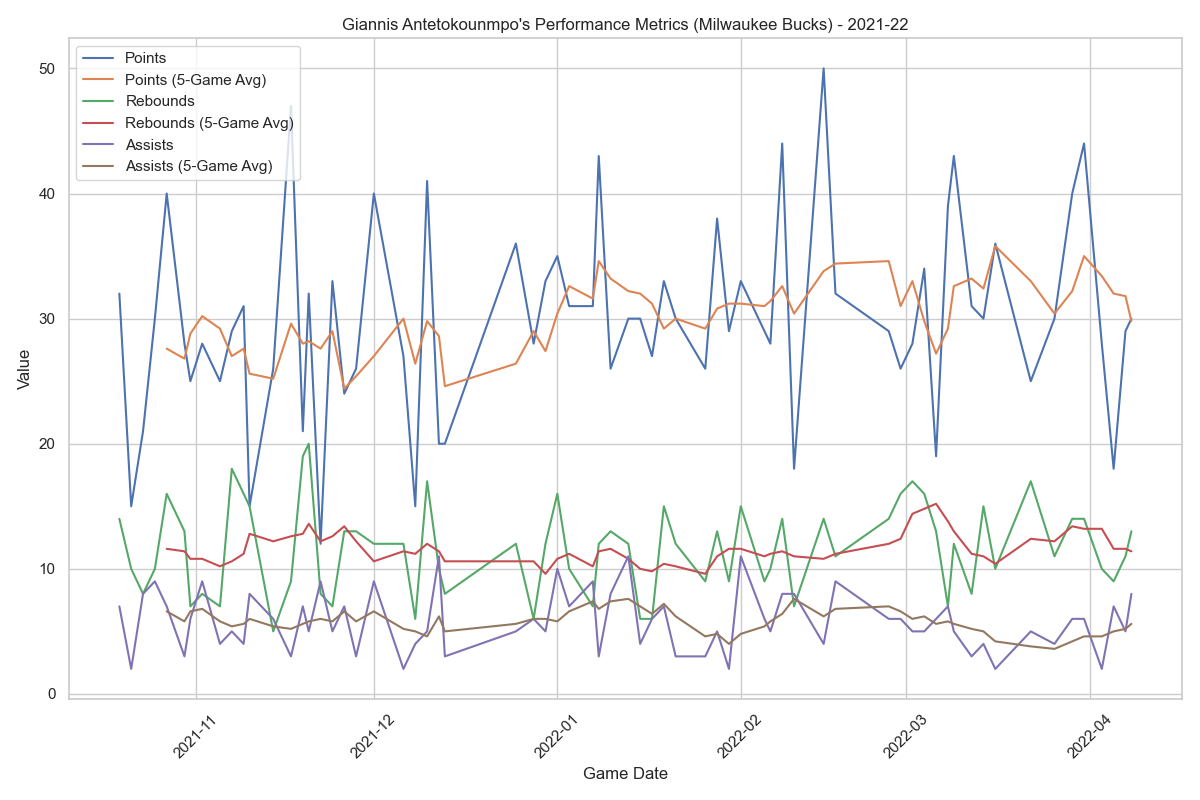 Giannis Antetokounmpo's Performance Metrics (Milwaukee Bucks) - 2021-22
Points
Points (5-Game Avg)
Rebounds
Rebounds (5-Game Avg)
Assists
Assists (5-Game Avg)
50
40
30
20
10
0
Value
2021-11
2021-12
2022-01
2022-02
2022-03
2022-04
Game Date